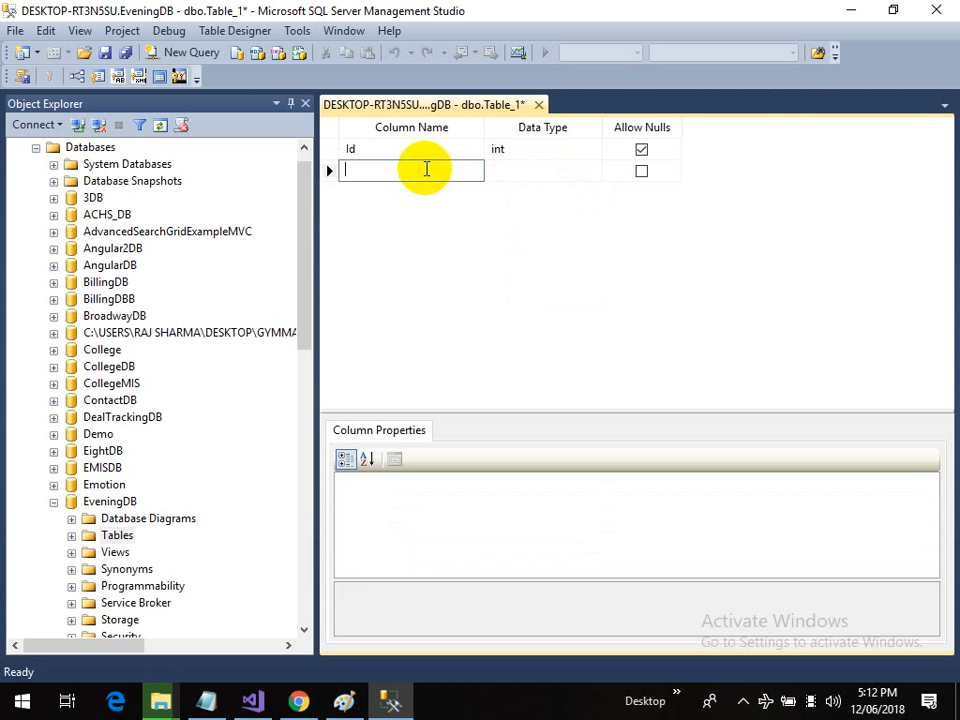 DESKTOP-RT3N5SU.EveningDB - dbo.Table_1* - Microsoft SQL Server Management Studio
File Edit View Project Debug Table Designer Tools Window Help
New Query
Object Explorer
Connect
Databases
System Databases
Database Snapshots
3DB
ACHS_DB
AdvancedSearchGridExampleMVC
Angular2DB
AngularDB
BillingDB
BillingDBB
BroadwayDB
C:\USERS\RAJ SHARMA\DESKTOP\GYMMA
College
CollegeDB
CollegeMIS
ContactDB
DealTrackingDB
Demo
EightDB
EMISDB
Emotion
EveningDB
Database Diagrams
Tables
Views
Synonyms
Programmability
Service Broker
Storage
Security
DESKTOP-RT3N5SU....gDB - dbo.Table_1*
Column Name Data Type Allow Nulls
Id int
Column Properties
Activate Windows
Go to Settings to activate Windows.
Ready
Desktop
5:12 PM
12/06/2018